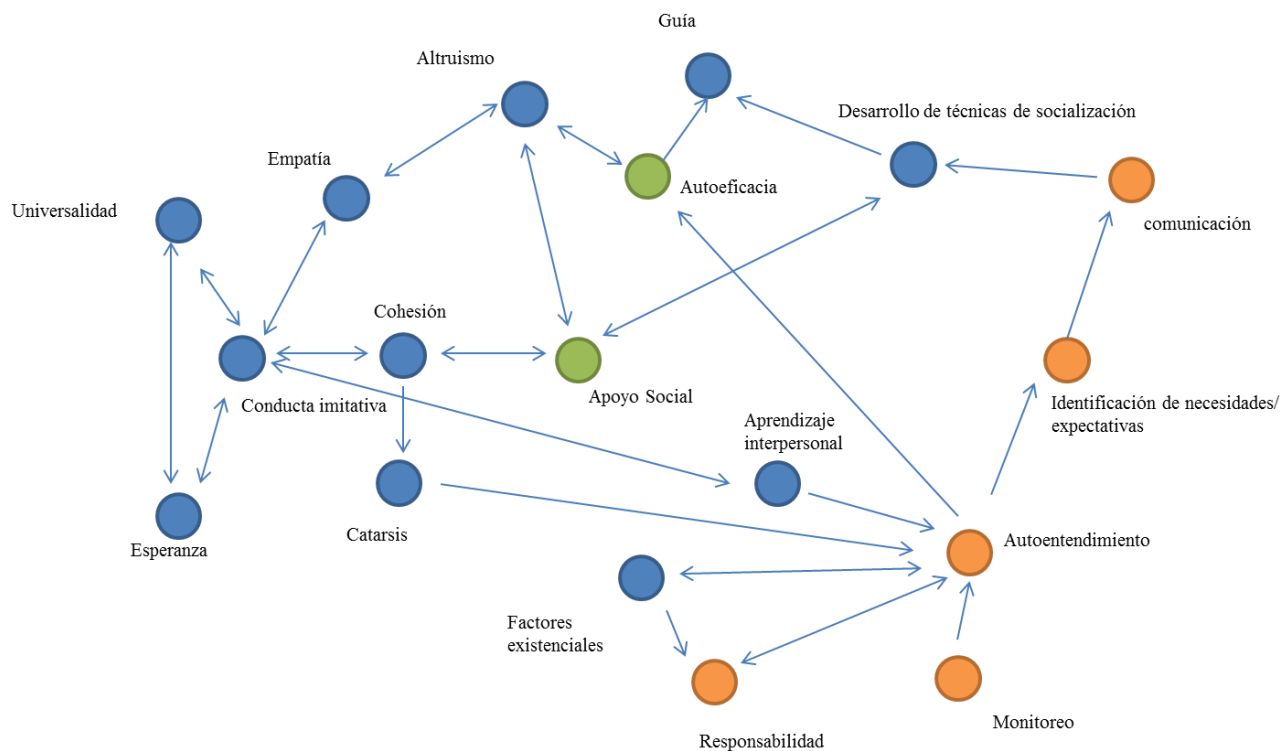 Guía
Altruismo
Desarrollo de técnicas de socialización
Empatía
Autoeficacia
Universalidad
comunicación
Cohesión
Apoyo Social
Conducta imitativa
Identificación de necesidades/
expectativas
Aprendizaje
interpersonal
Catarsis
Esperanza
Autoentendimiento
Factores
existenciales
Monitoreo
Responsabilidad